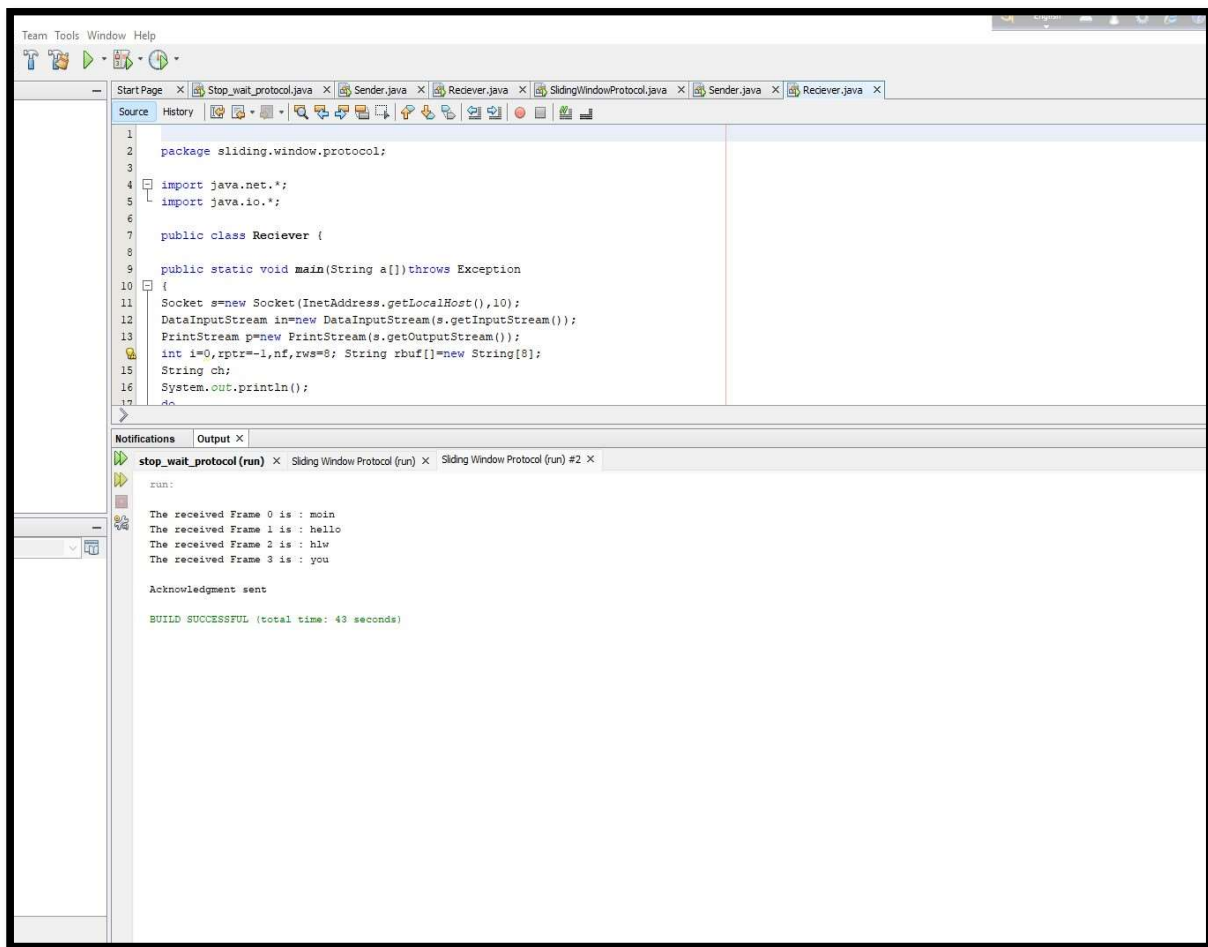 English
Team Tools Window Help
Start Page Stop_wait_protocol.java Sender.java Reciever.java SlidingWindowProtocol.java Sender.java Reciever.java
Source History
1
2 package sliding.window.protocol;
3
4 import java.net.*;
5 import java.io.*;
6
7 public class Reciever {
8
9 public static void main(String a[])throws Exception
10 {
11 Socket s=new Socket(InetAddress.getLocalHost(),10);
12 DataInputStream in=new DataInputStream(s.getInputStream());
13 PrintStream p=new PrintStream(s.getOutputStream());
int i=0,rptr=-1,nf,rws=8; String rbuf[]=new String[8];
15 String ch;
16 System.out.println();
17 do
Notifications Output
stop_wait_protocol (run) Sliding Window Protocol (run) Sliding Window Protocol (run) #2
run:
The received Frame 0 is : moin
The received Frame 1 is : hello
The received Frame 2 is : hlw
The received Frame 3 is : you
Acknowledgment sent
BUILD SUCCESSFUL (total time: 43 seconds)